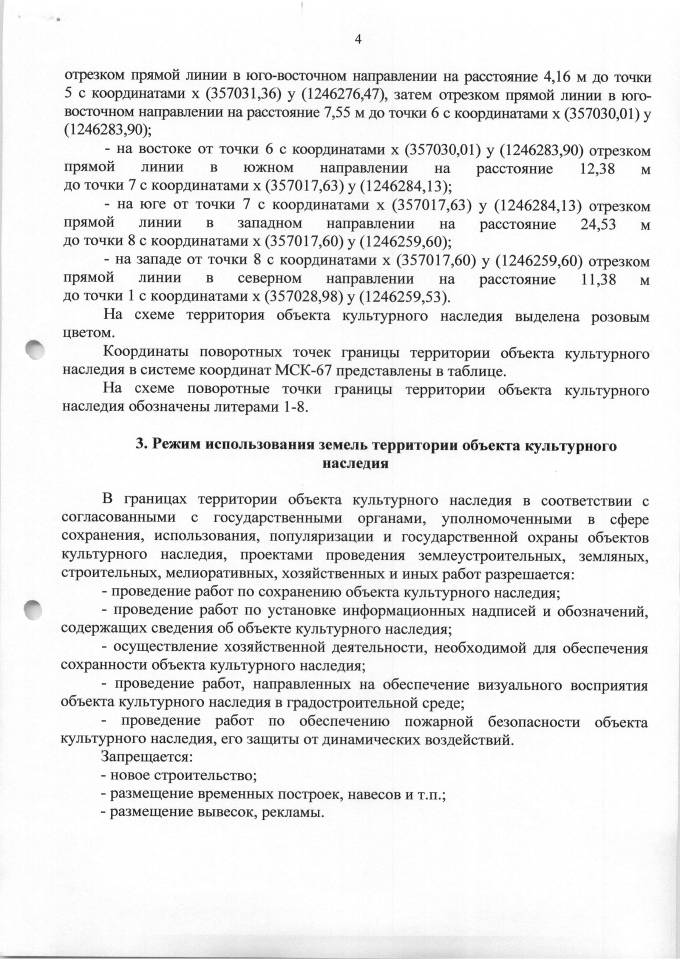 4
отрезком прямой линии в юго-восточном направлении на расстояние 4,16 м до точки
5 с координатами х (357031,36) у (1246276,47), затем отрезком прямой линии в юго-
восточном направлении на расстояние 7,55 м до точки 6 с координатами х (357030,01) у
(1246283,90);
- на востоке от точки 6 с координатами х (357030,01) у (1246283,90) отрезком
прямой линии в южном направлении на расстояние 12,38 м
до точки 7 с координатами х (357017,63) у (1246284,13);
- на юге от точки 7 с координатами х (357017,63) у (1246284,13) отрезком
прямой линии в западном направлении на расстояние 24,53 м
до точки 8 с координатами х (357017,60) у (1246259,60);
- на западе от точки 8 с координатами х (357017,60) у (1246259,60) отрезком
прямой линии в северном направлении на расстояние 11,38 м
до точки 1 с координатами х (357028,98) у (1246259,53).
На схеме территория объекта культурного наследия выделена розовым
цветом.
Координаты поворотных точек границы территории объекта культурного
наследия в системе координат МСК-67 представлены в таблице.
На схеме поворотные точки границы территории объекта культурного
наследия обозначены литерами 1-8.
3. Режим использования земель территории объекта культурного
наследия
В границах территории объекта культурного наследия в соответствии с
согласованными с государственными органами, уполномоченными в сфере
сохранения, использования, популяризации и государственной охраны объектов
культурного наследия, проектами проведения землеустроительных, земляных,
строительных, мелиоративных, хозяйственных и иных работ разрешается:
- проведение работ по сохранению объекта культурного наследия;
- проведение работ по установке информационных надписей и обозначений,
содержащих сведения об объекте культурного наследия;
- осуществление хозяйственной деятельности, необходимой для обеспечения
сохранности объекта культурного наследия;
- проведение работ, направленных на обеспечение визуального восприятия
объекта культурного наследия в градостроительной среде;
- проведение работ по обеспечению пожарной безопасности объекта
культурного наследия, его защиты от динамических воздействий.
Запрещается:
- новое строительство;
- размещение временных построек, навесов и т.п.;
- размещение вывесок, рекламы.